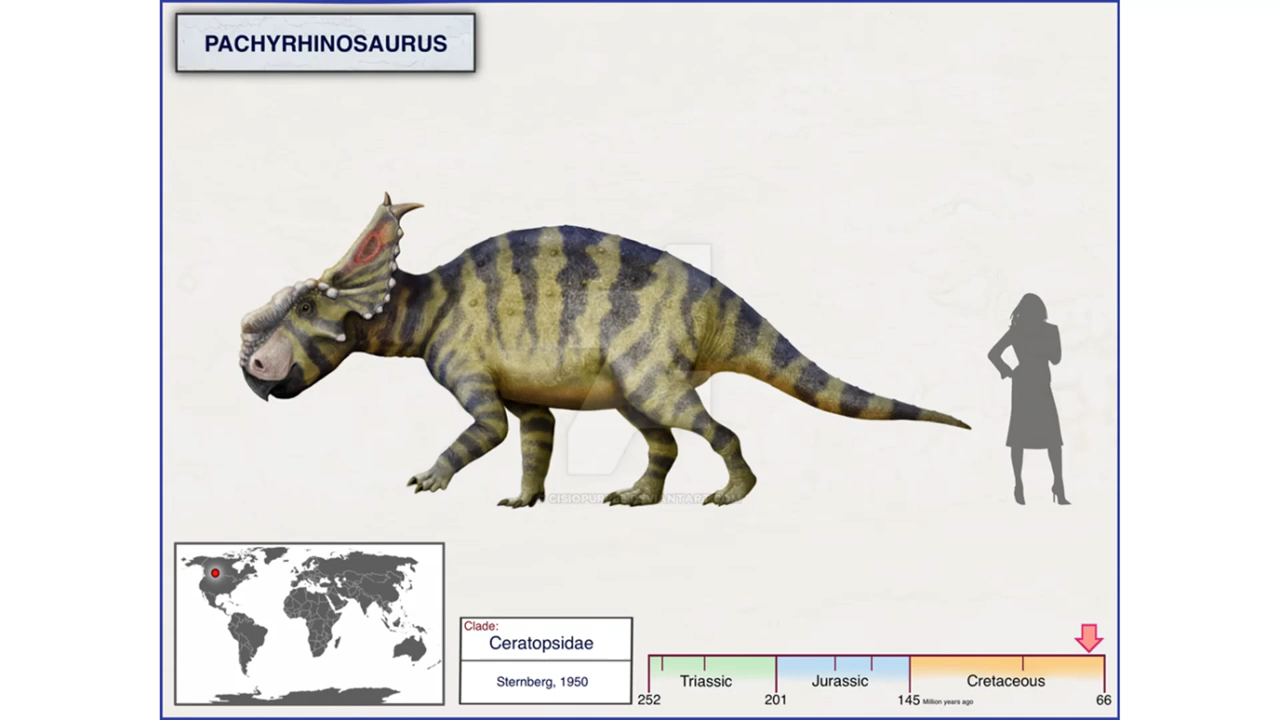 PACHYRHINOSAURUS
Clade:
Ceratopsidae
Sternberg, 1950
Triassic
Jurassic
Cretaceous
252
201
145 Million years ago
66